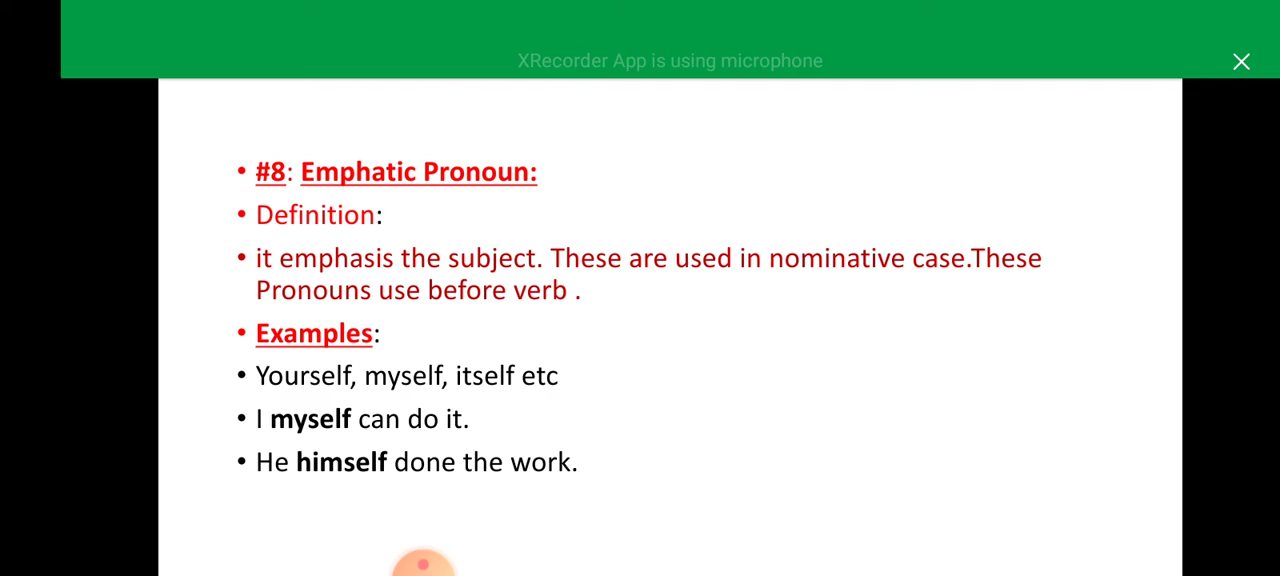 XRecorder App is using microphone
• #8: Emphatic Pronoun:
• Definition:
• it emphasis the subject. These are used in nominative case.These
Pronouns use before verb .
• Examples:
• Yourself, myself, itself etc
• I myself can do it.
• He himself done the work.